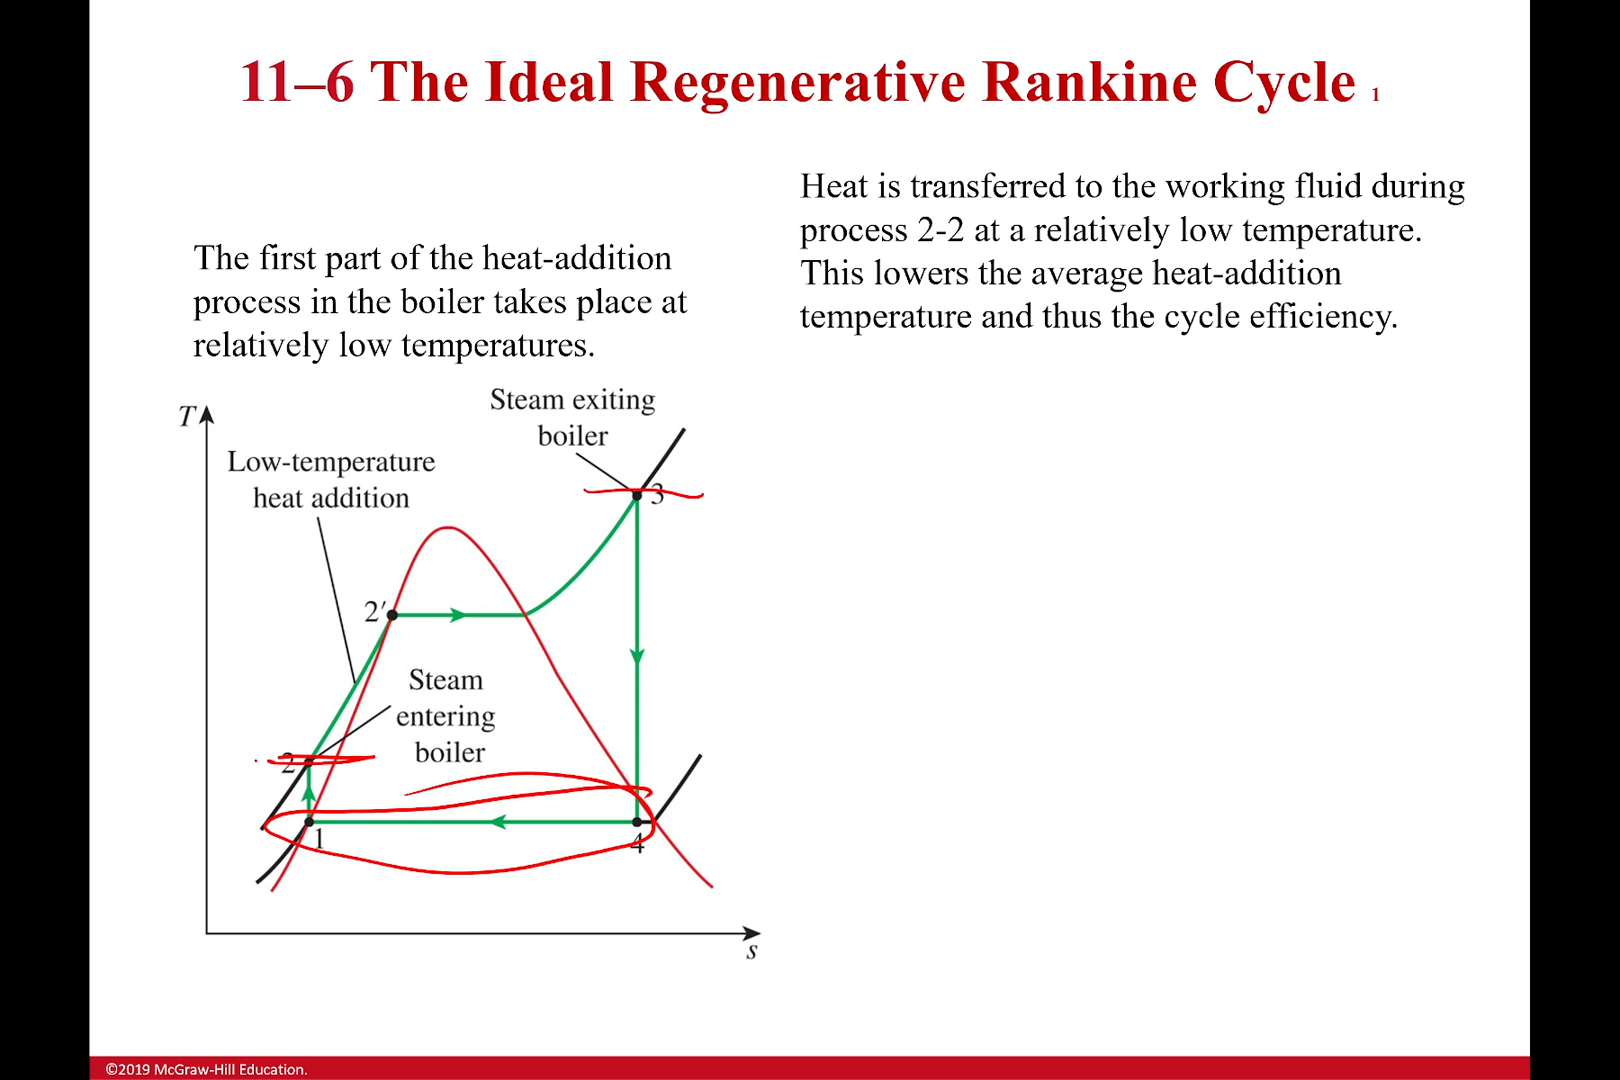 11–6 The Ideal Regenerative Rankine Cycle 1
The first part of the heat-addition
process in the boiler takes place at
relatively low temperatures.
Heat is transferred to the working fluid during
process 2-2 at a relatively low temperature.
This lowers the average heat-addition
temperature and thus the cycle efficiency.
T
Steam exiting
boiler
Low-temperature
heat addition
3
2′
Steam
entering
boiler
2
1
4
s
©2019 McGraw-Hill Education.